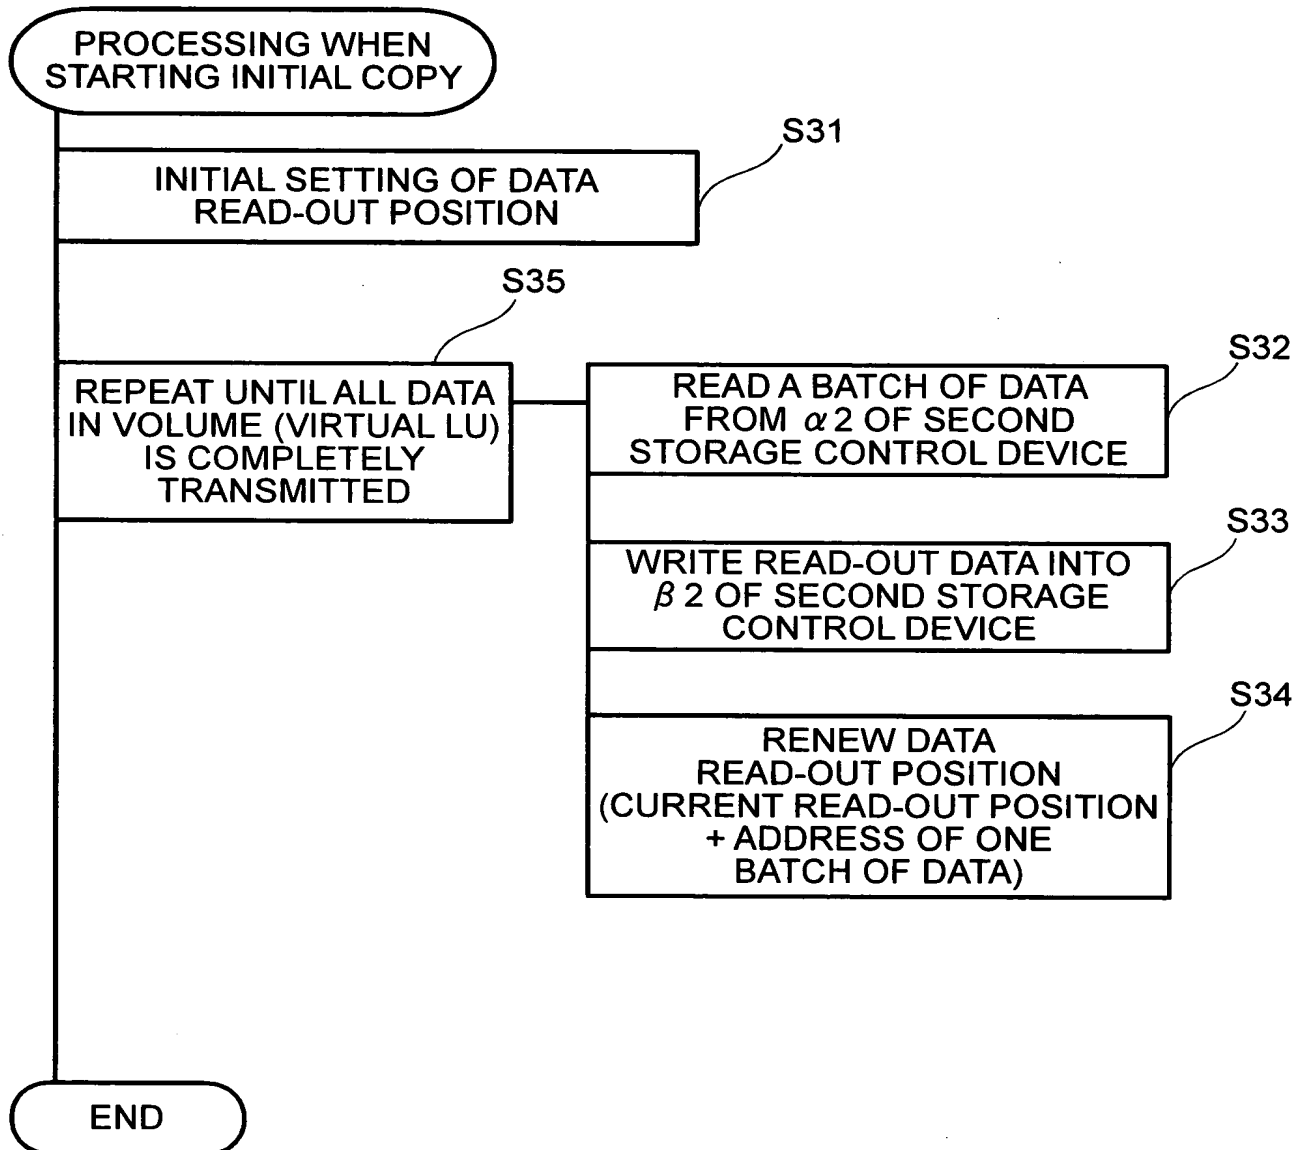 PROCESSING WHEN
STARTING INITIAL COPY
S31
INITIAL SETTING OF DATA
READ-OUT POSITION
S35
REPEAT UNTIL ALL DATA
IN VOLUME (VIRTUAL LU)
IS COMPLETELY
TRANSMITTED
S32
READ A BATCH OF DATA
FROM α2 OF SECOND
STORAGE CONTROL DEVICE
S33
WRITE READ-OUT DATA INTO
β2 OF SECOND STORAGE
CONTROL DEVICE
S34
RENEW DATA
READ-OUT POSITION
(CURRENT READ-OUT POSITION
+ ADDRESS OF ONE
BATCH OF DATA)
END